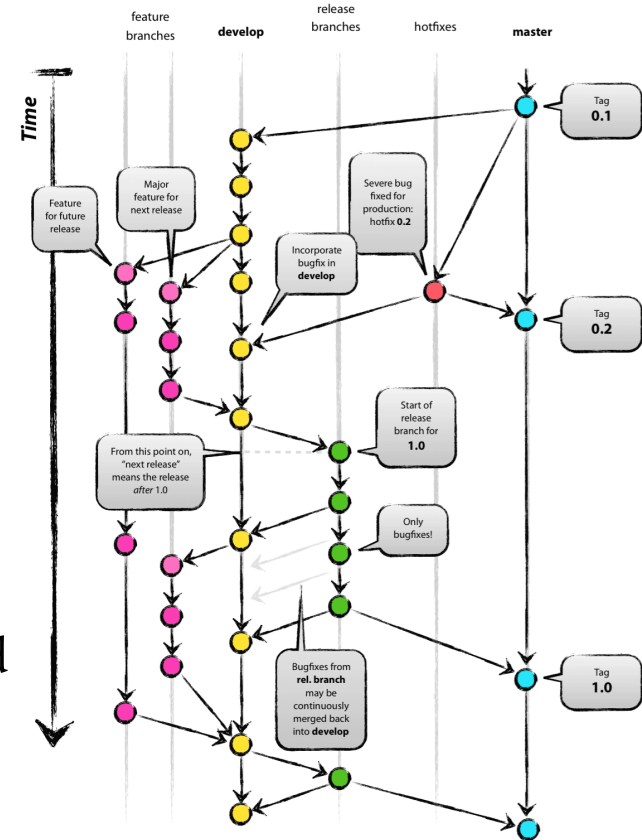 feature
branches
develop
release
branches
hotfixes
master
Time
Tag
0.1
Major
feature for
next release
Severe bug
fixed for
production:
hotfix 0.2
Feature
for future
release
Incorporate
bugfix in
develop
Tag
0.2
Start of
release
branch for
1.0
From this point on,
“next release”
means the release
after 1.0
Only
bugfixes!
Bugfixes from
rel. branch
may be
continuously
merged back
into develop
Tag
1.0